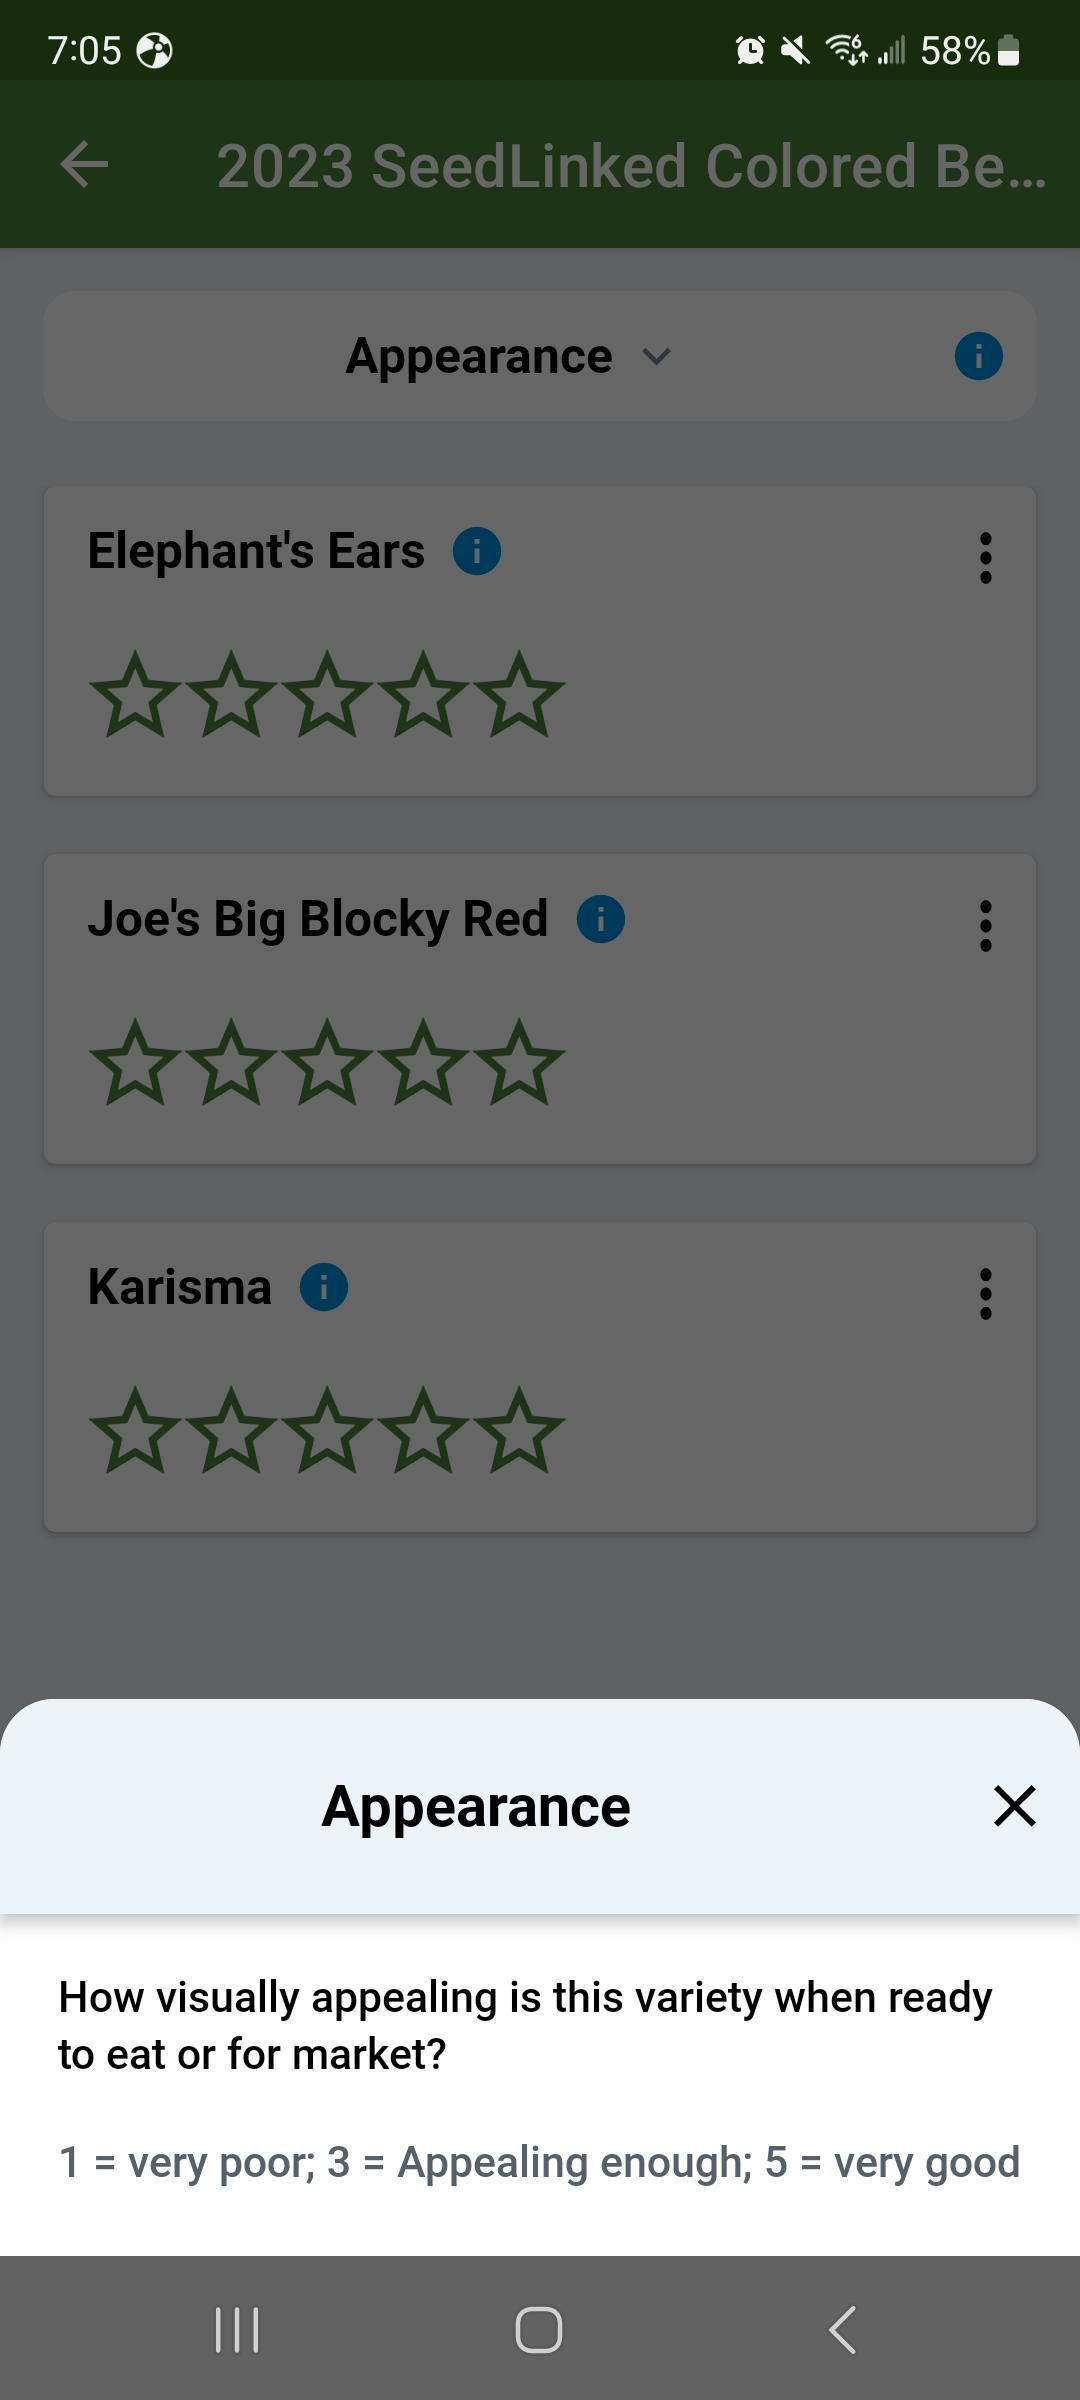 7:05
58%
2023 SeedLinked Colored Be...
Appearance
Elephant's Ears
Joe's Big Blocky Red
Karisma
Appearance
How visually appealing is this variety when ready
to eat or for market?
1 = very poor; 3 = Appealing enough; 5 = very good